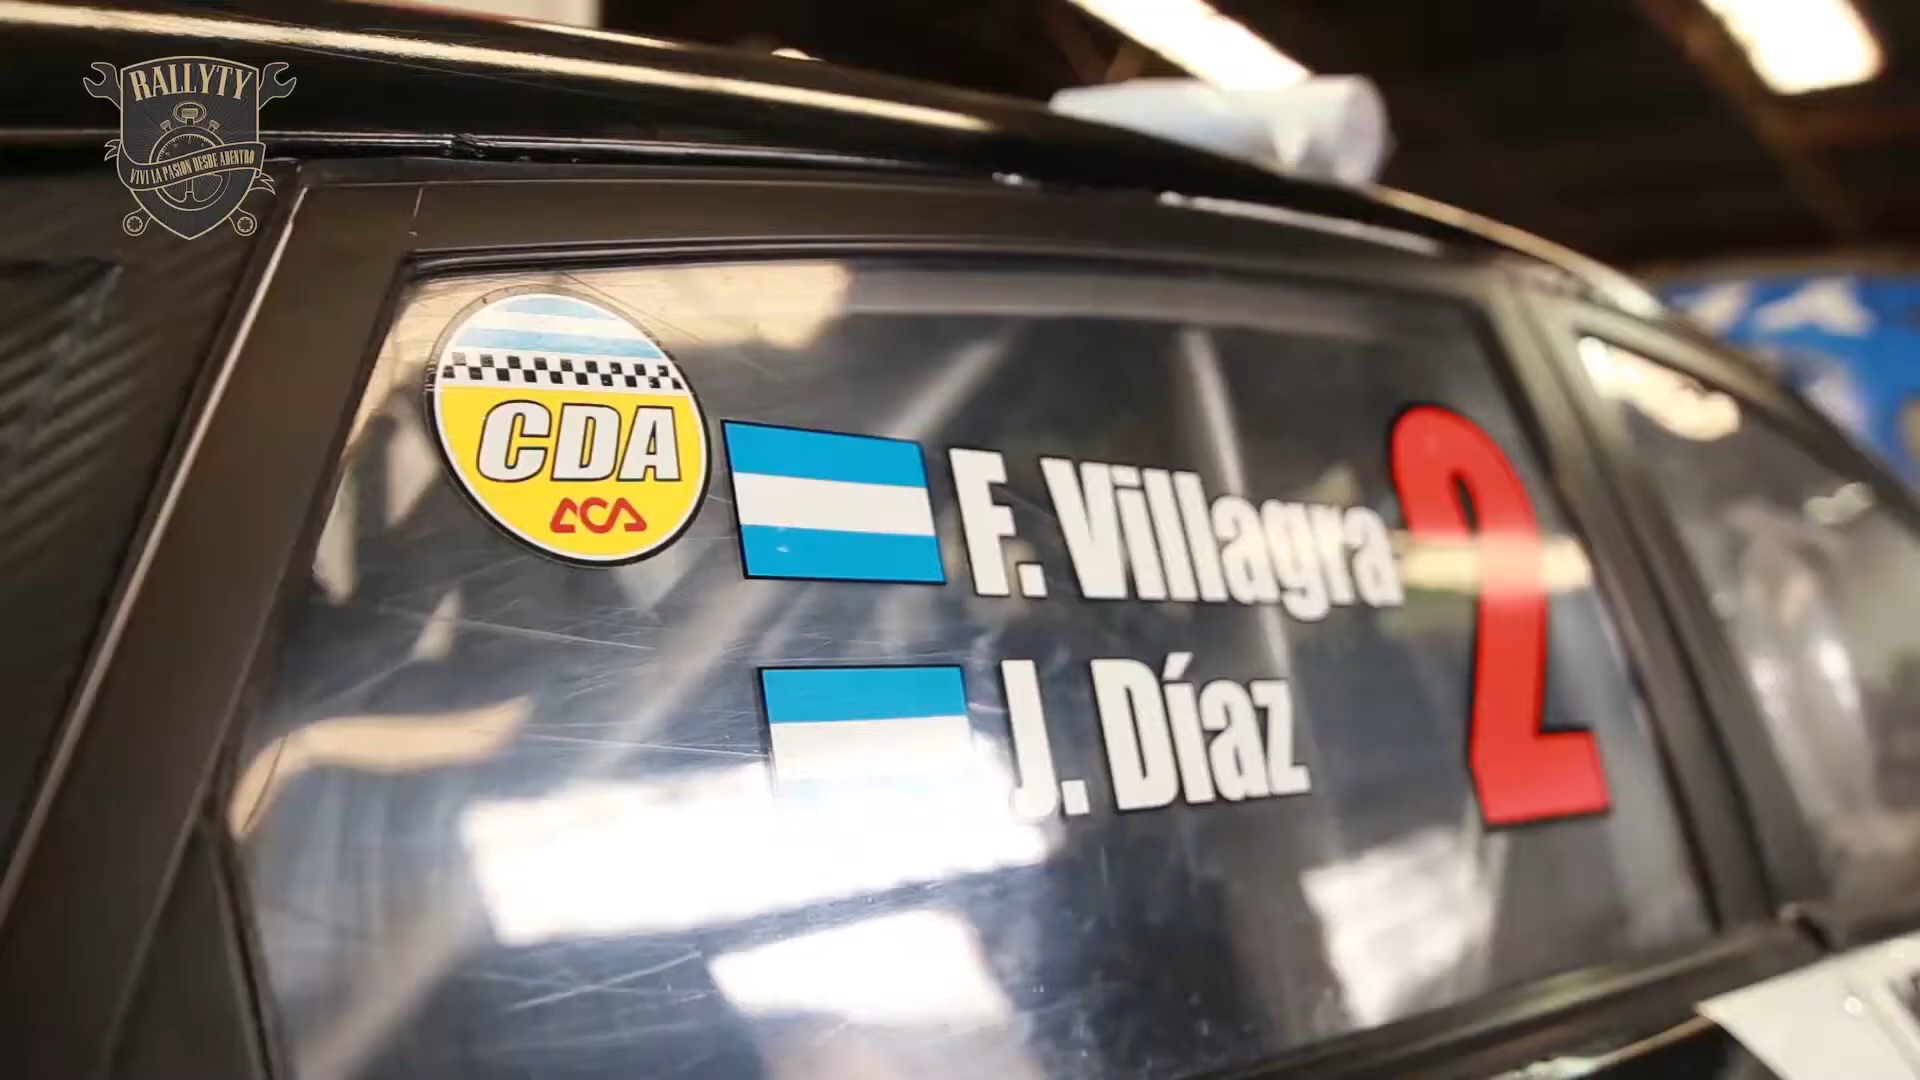 RALLYTY
VIVI LA PASION DESDE ADENTRO
CDA
ACA
F. Villagra
J. Díaz
2